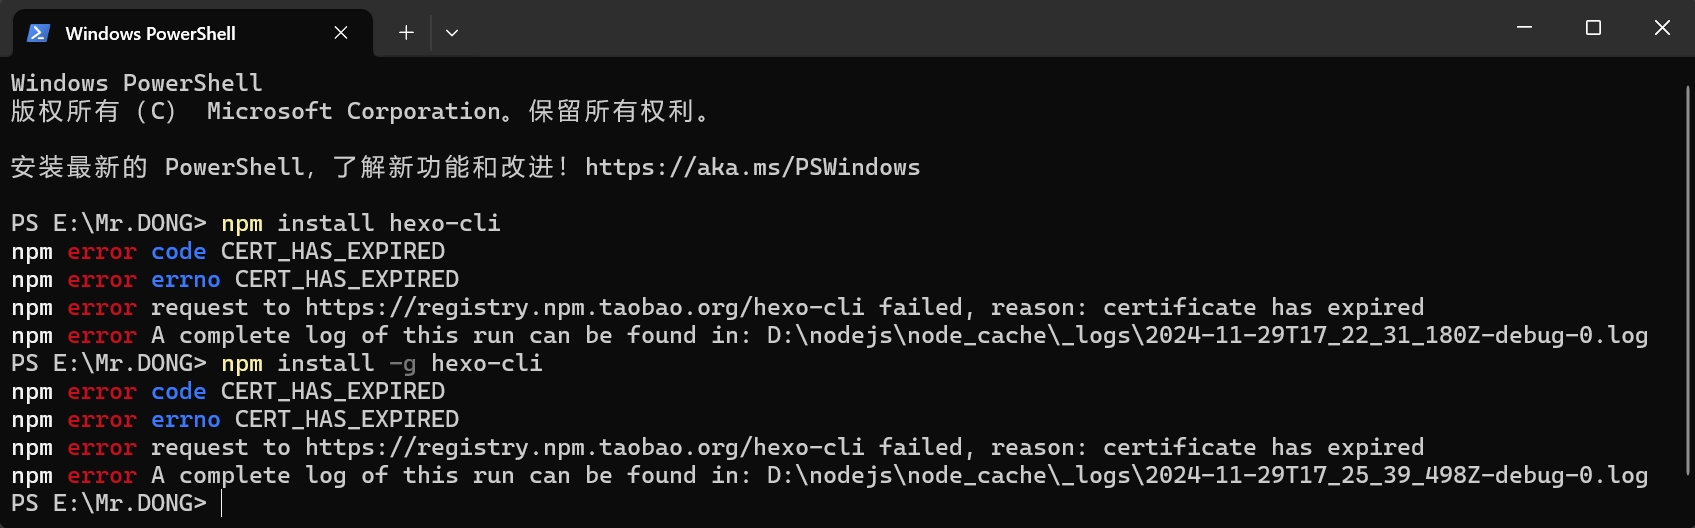 Windows PowerShell
Windows PowerShell
版权所有 (C) Microsoft Corporation。保留所有权利。
安装最新的 PowerShell，了解新功能和改进！https://aka.ms/PSWindows
PS E:\Mr.DONG> npm install hexo-cli
npm error code CERT_HAS_EXPIRED
npm error errno CERT_HAS_EXPIRED
npm error request to https://registry.npm.taobao.org/hexo-cli failed, reason: certificate has expired
npm error A complete log of this run can be found in: D:\nodejs\node_cache\_logs\2024-11-29T17_22_31_180Z-debug-0.log
PS E:\Mr.DONG> npm install -g hexo-cli
npm error code CERT_HAS_EXPIRED
npm error errno CERT_HAS_EXPIRED
npm error request to https://registry.npm.taobao.org/hexo-cli failed, reason: certificate has expired
npm error A complete log of this run can be found in: D:\nodejs\node_cache\_logs\2024-11-29T17_25_39_498Z-debug-0.log
PS E:\Mr.DONG>